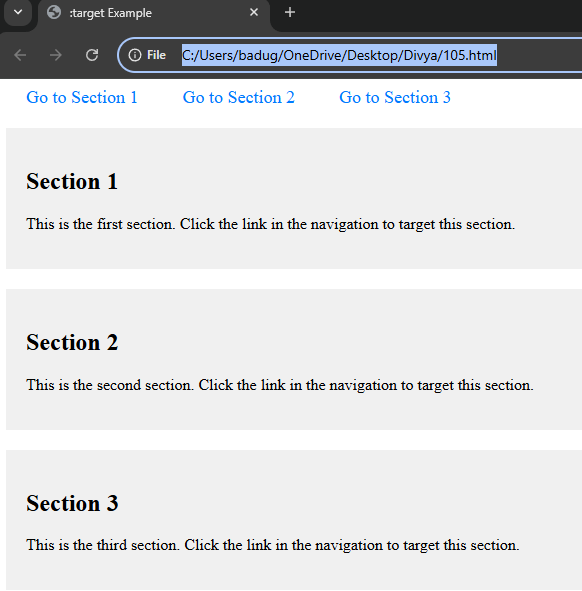 :target Example
File C:/Users/badug/OneDrive/Desktop/Divya/105.html
Go to Section 1 Go to Section 2 Go to Section 3
Section 1
This is the first section. Click the link in the navigation to target this section.
Section 2
This is the second section. Click the link in the navigation to target this section.
Section 3
This is the third section. Click the link in the navigation to target this section.